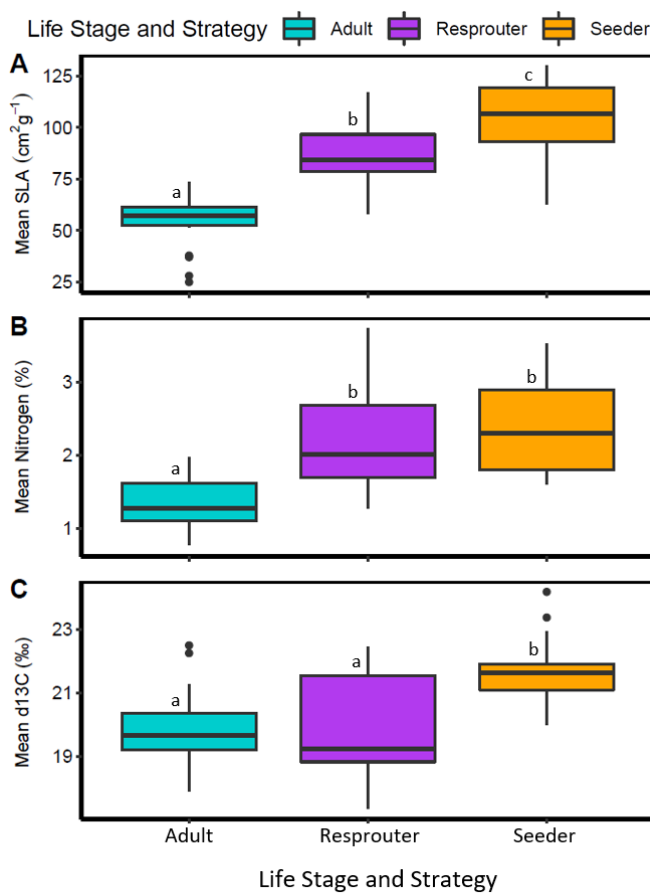 Life Stage and Strategy Adult Resprouter Seeder
A
Mean SLA (cm²g⁻¹)
125
100
75
50
25
a
b
c
B
Mean Nitrogen (%)
3
2
1
a
b
b
C
Mean d13C (‰)
23
21
19
a
a
b
Adult Resprouter Seeder
Life Stage and Strategy